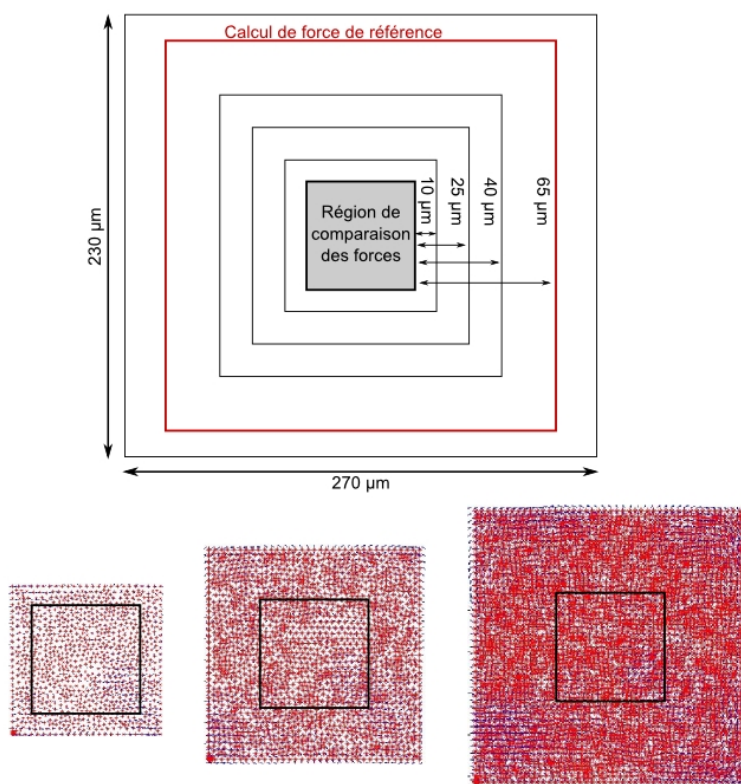 Calcul de force de référence
Région de
comparaison
des forces
10 µm
25 µm
40 µm
65 µm
230 µm
270 µm